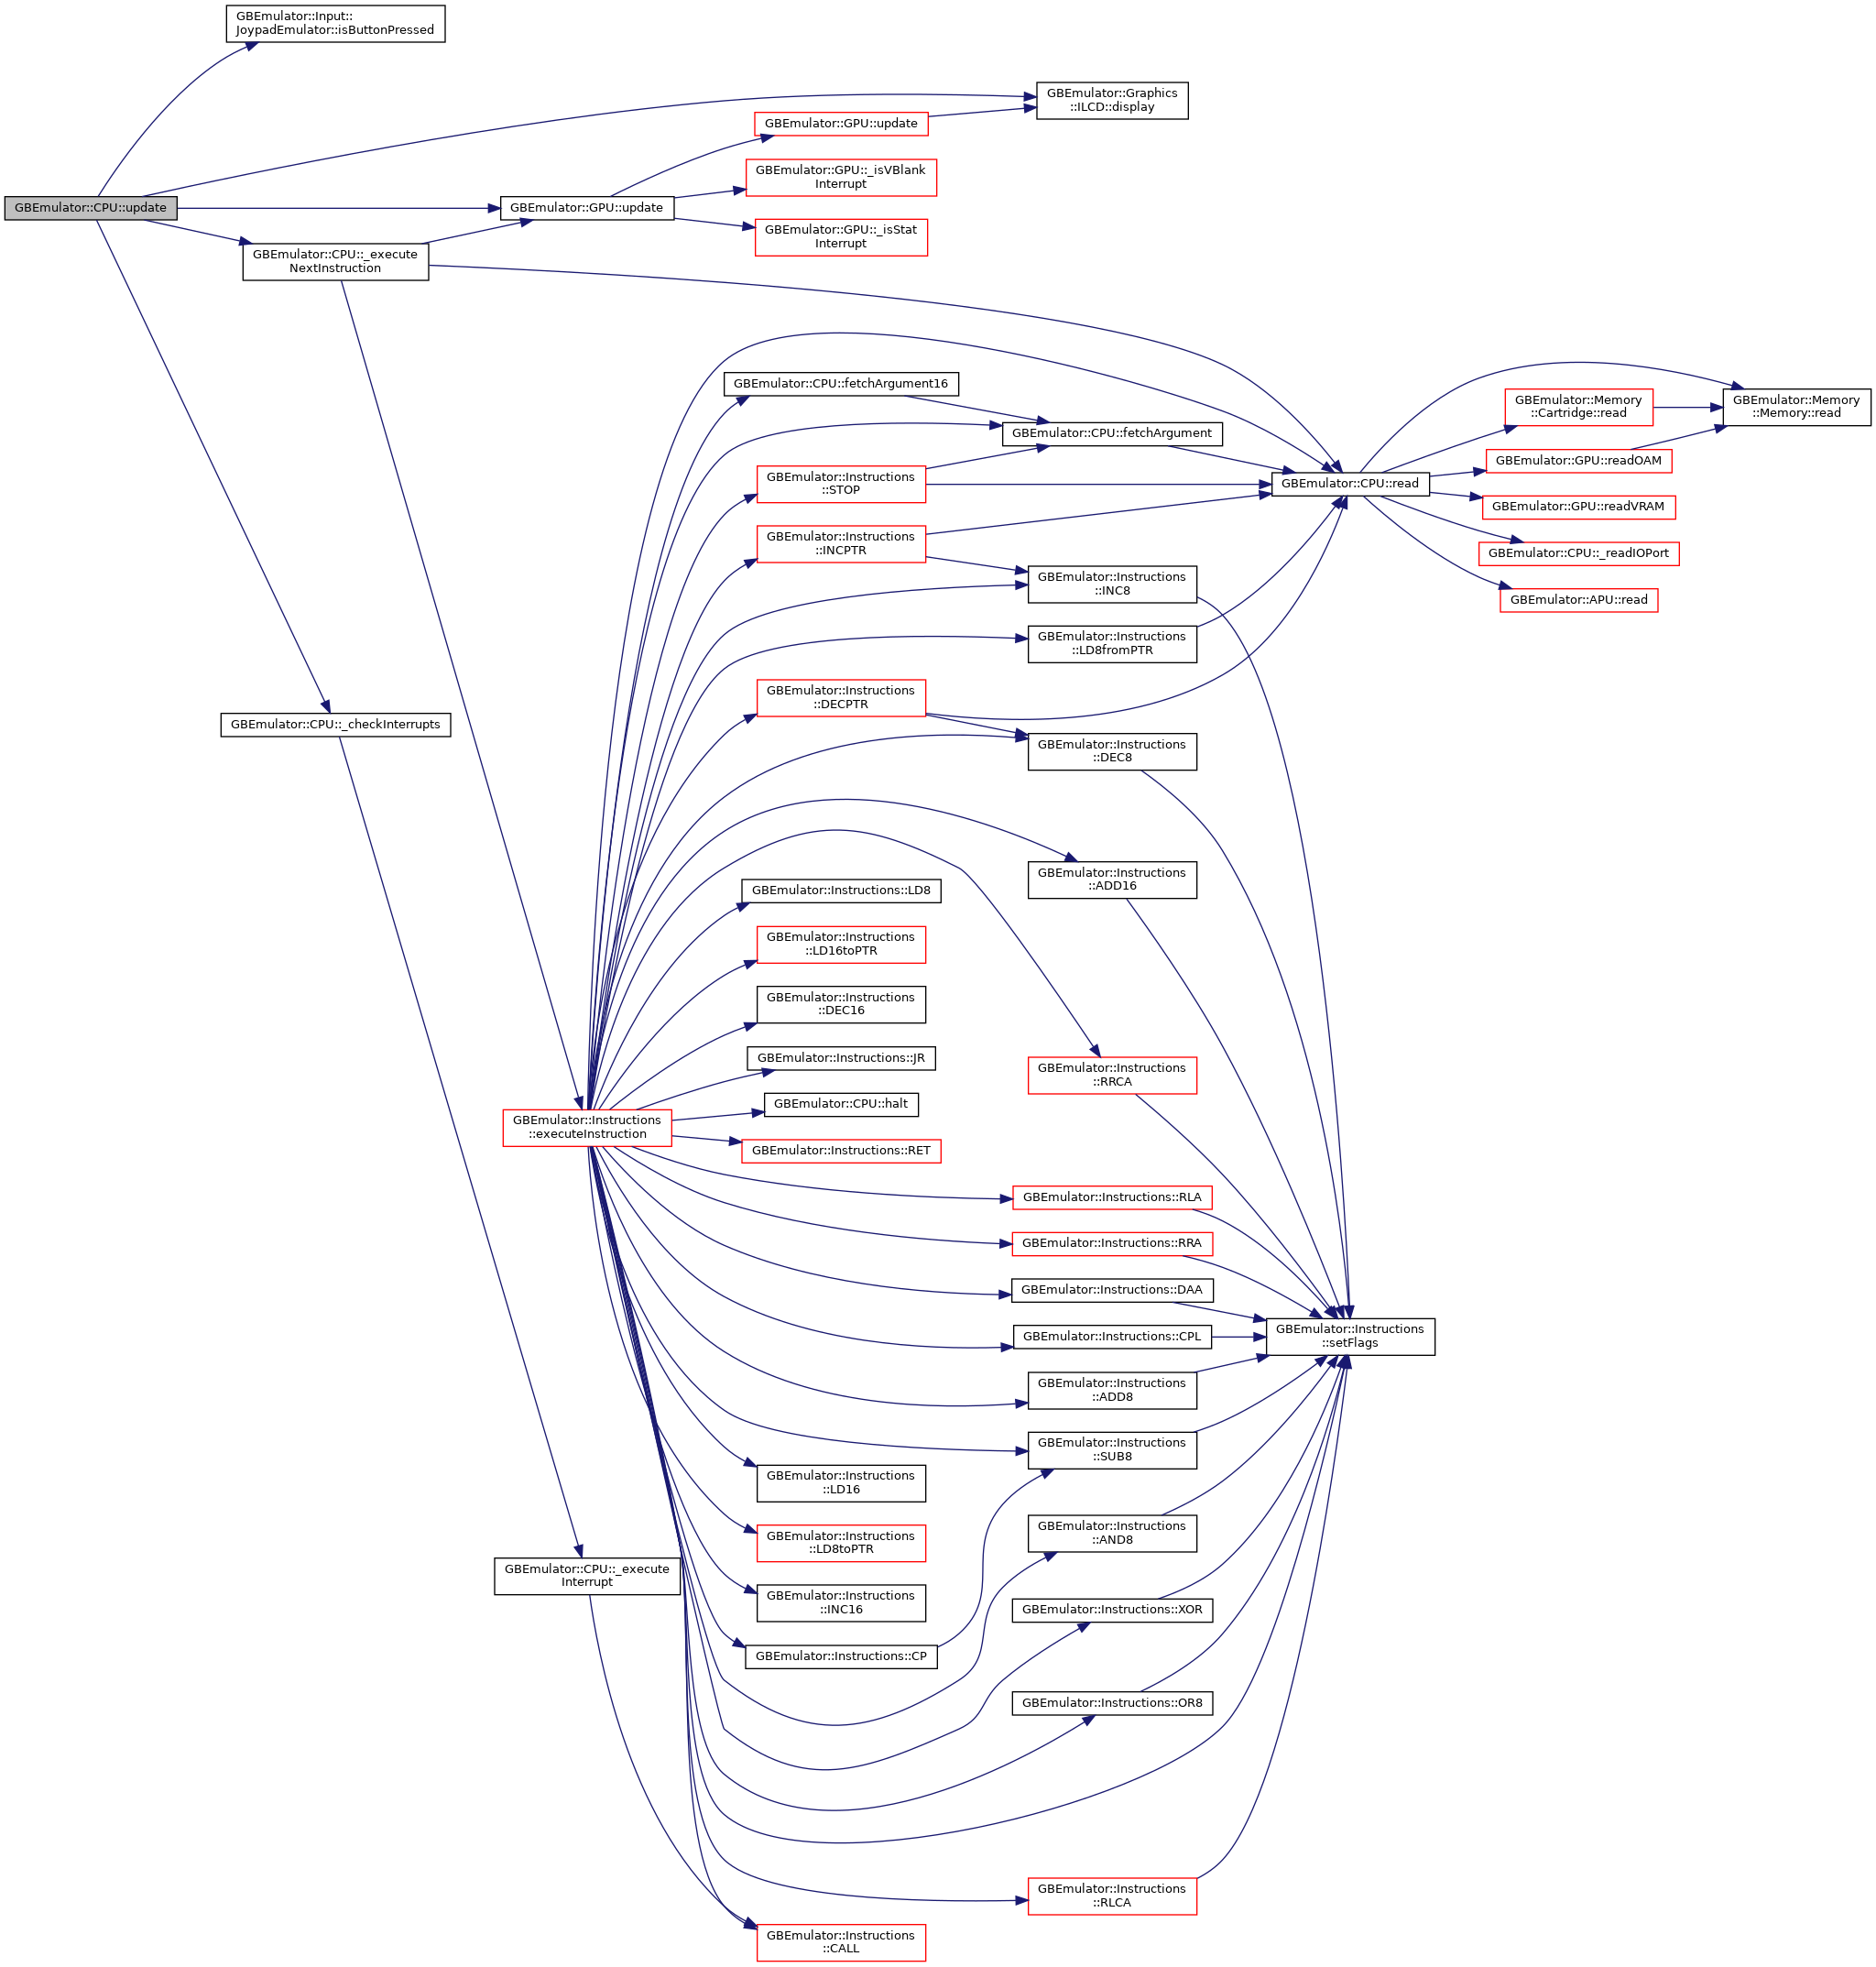 GBEmulator::Input::
JoypadEmulator::isButtonPressed
GBEmulator::Graphics
::ILCD::display
GBEmulator::GPU::update
GBEmulator::GPU::_isVBlank
Interrupt
GBEmulator::CPU::update
GBEmulator::GPU::update
GBEmulator::GPU::_isStat
Interrupt
GBEmulator::CPU::_execute
NextInstruction
GBEmulator::CPU::fetchArgument16
GBEmulator::Memory
::Cartridge::read
GBEmulator::Memory
::Memory::read
GBEmulator::CPU::fetchArgument
GBEmulator::GPU::readOAM
GBEmulator::Instructions
::STOP
GBEmulator::CPU::read
GBEmulator::GPU::readVRAM
GBEmulator::Instructions
::INCPTR
GBEmulator::CPU::_readIOPort
GBEmulator::Instructions
::INC8
GBEmulator::APU::read
GBEmulator::Instructions
::LD8fromPTR
GBEmulator::Instructions
::DECPTR
GBEmulator::CPU::_checkInterrupts
GBEmulator::Instructions
::DEC8
GBEmulator::Instructions
::ADD16
GBEmulator::Instructions::LD8
GBEmulator::Instructions
::LD16toPTR
GBEmulator::Instructions
::DEC16
GBEmulator::Instructions::JR
GBEmulator::Instructions
::RRCA
GBEmulator::CPU::halt
GBEmulator::Instructions
::executeInstruction
GBEmulator::Instructions::RET
GBEmulator::Instructions::RLA
GBEmulator::Instructions::RRA
GBEmulator::Instructions::DAA
GBEmulator::Instructions::CPL
GBEmulator::Instructions
::setFlags
GBEmulator::Instructions
::ADD8
GBEmulator::Instructions
::SUB8
GBEmulator::Instructions
::LD16
GBEmulator::Instructions
::AND8
GBEmulator::Instructions
::LD8toPTR
GBEmulator::CPU::_execute
Interrupt
GBEmulator::Instructions
::INC16
GBEmulator::Instructions::XOR
GBEmulator::Instructions::CP
GBEmulator::Instructions::OR8
GBEmulator::Instructions
::RLCA
GBEmulator::Instructions
::CALL